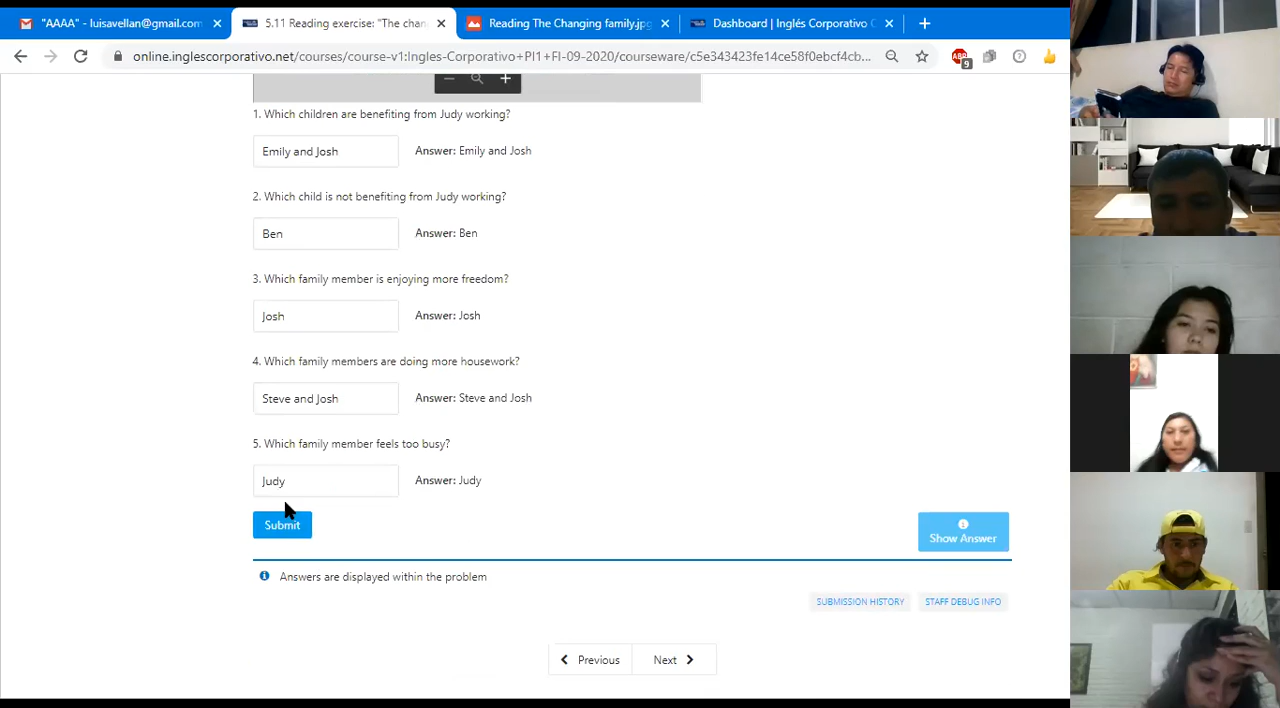 "AAAA" - luisavellan@gmail.com
5.11 Reading exercise: "The chan
Reading The Changing family.jpg
Dashboard | Inglés Corporativo
online.inglescorporativo.net/courses/course-v1:Ingles-Corporativo+PI1+FI-09-2020/courseware/c5e343423fe14ce58f0ebcf4cb...
ABP
9
1. Which children are benefiting from Judy working?
Emily and Josh Answer: Emily and Josh
2. Which child is not benefiting from Judy working?
Ben Answer: Ben
3. Which family member is enjoying more freedom?
Josh Answer: Josh
4. Which family members are doing more housework?
Steve and Josh Answer: Steve and Josh
5. Which family member feels too busy?
Judy Answer: Judy
Submit
Show Answer
Answers are displayed within the problem
SUBMISSION HISTORY STAFF DEBUG INFO
Previous Next